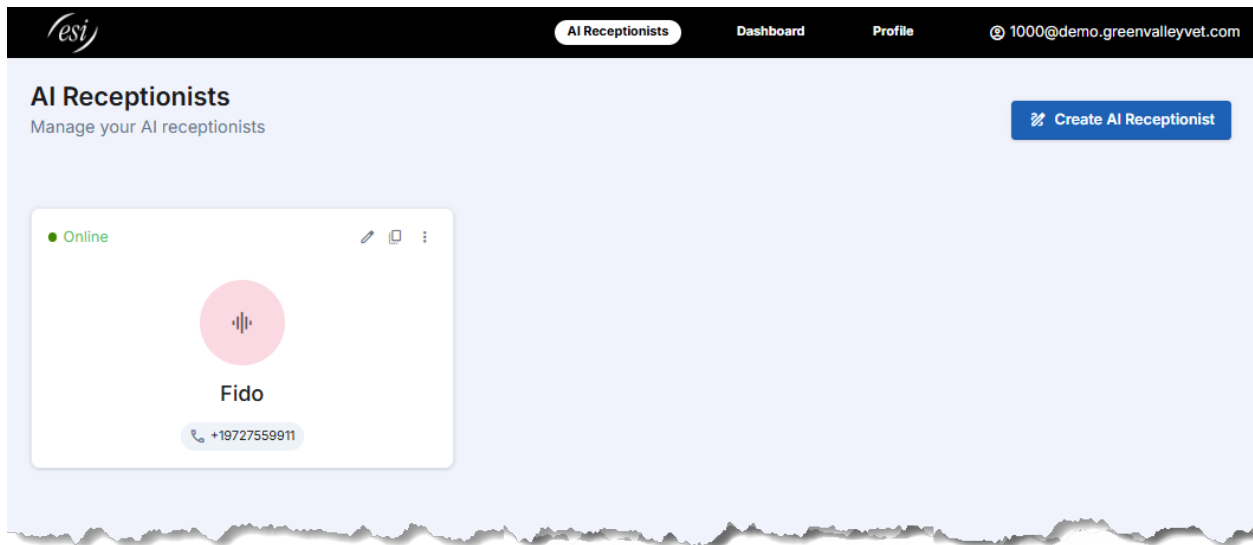 esi
AI Receptionists
Dashboard
Profile
1000@demo.greenvalleyvet.com
AI Receptionists
Manage your AI receptionists
Create AI Receptionist
Online
Fido
+19727559911